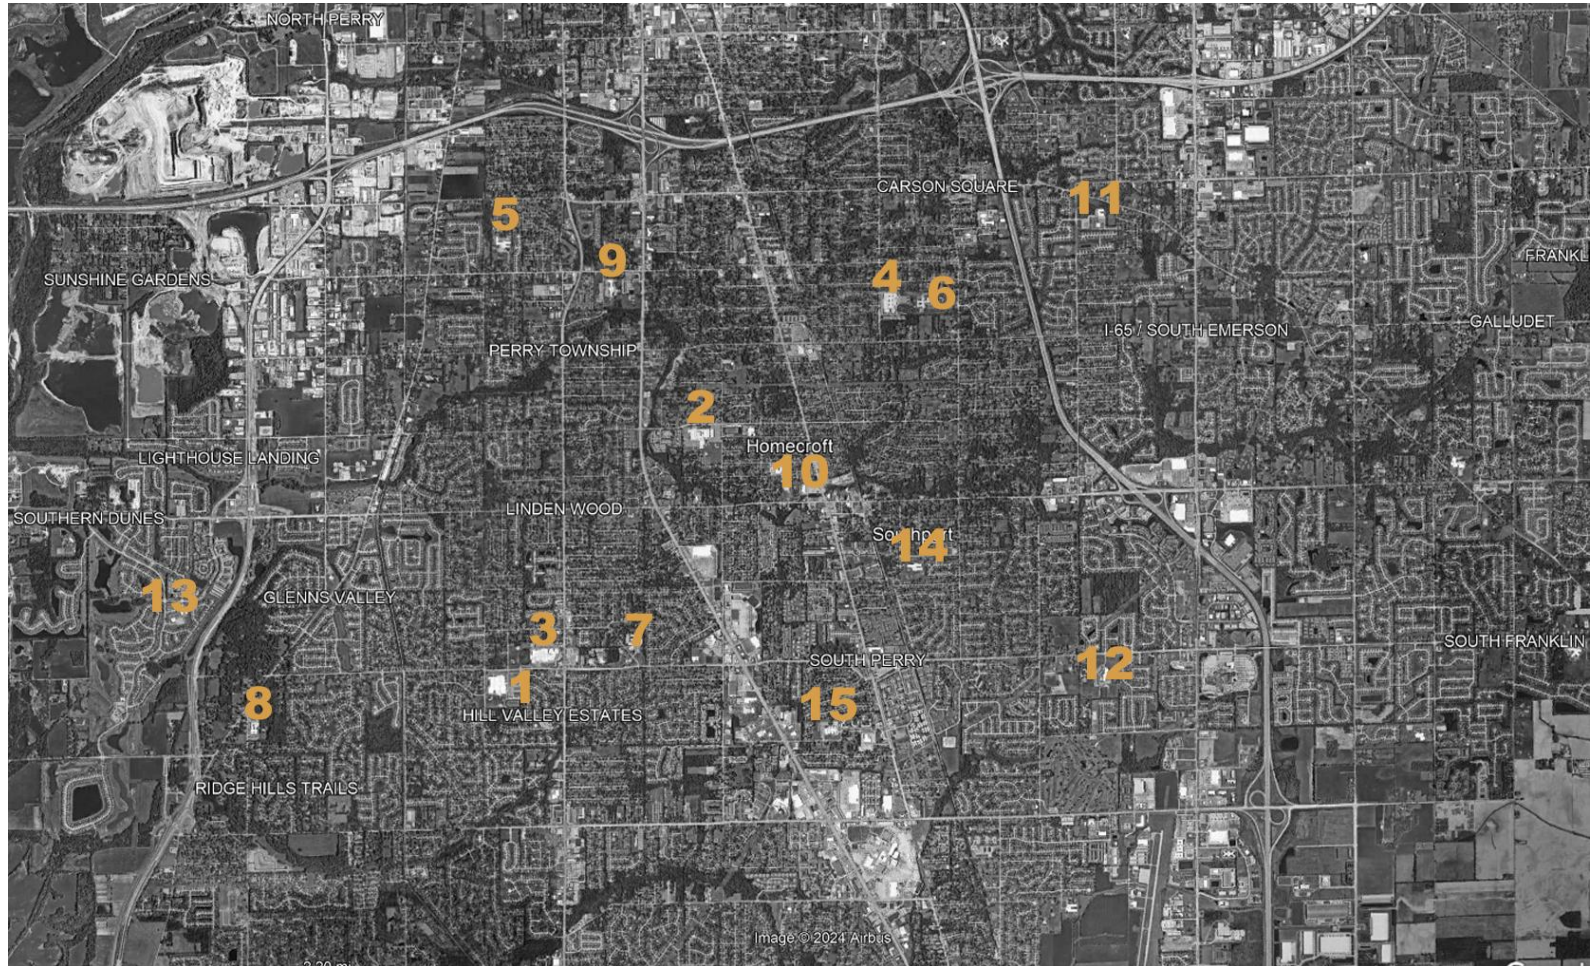 NORTH PERRY
CARSON SQUARE
11
5
9
FRANKL
SUNSHINE GARDENS
4
6
GALLUDET
I-65 / SOUTH EMERSON
PERRY TOWNSHIP
2
Homecroft
LIGHTHOUSE LANDING
10
LINDEN WOOD
SOUTHERN DUNES
Southport
14
13
GLENNS VALLEY
3
7
SOUTH FRANKLIN
SOUTH PERRY
12
1
8
15
HILL VALLEY ESTATES
RIDGE HILLS TRAILS
Image © 2024 Airbus